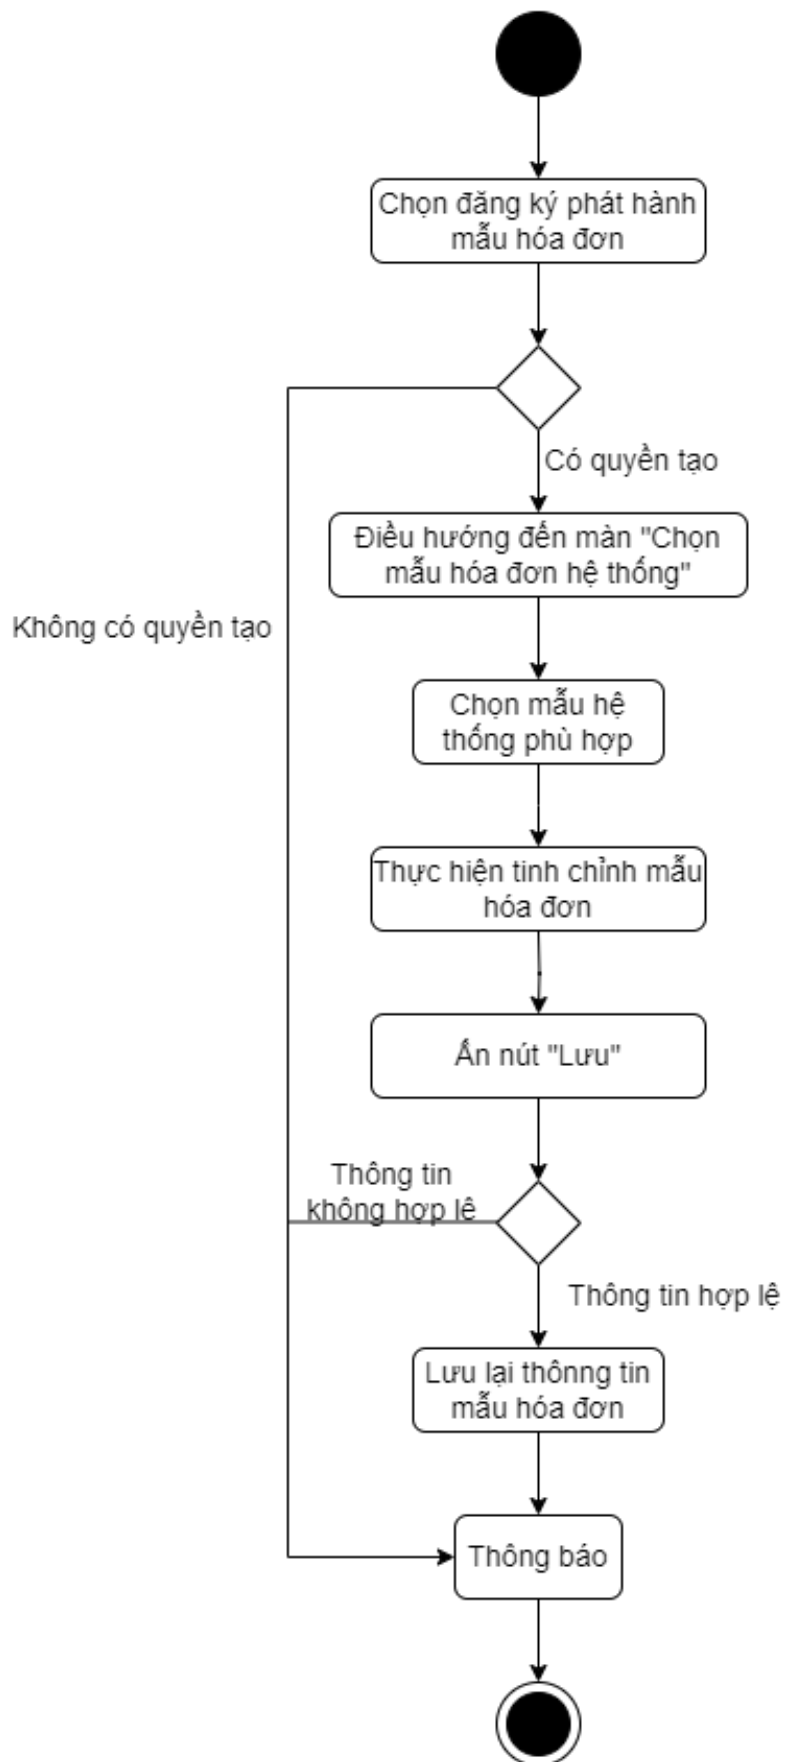 Chọn đăng ký phát hành
mẫu hóa đơn
Có quyền tạo
Điều hướng đến màn "Chọn
mẫu hóa đơn hệ thống"
Không có quyền tạo
Chọn mẫu hệ
thống phù hợp
Thực hiện tinh chỉnh mẫu
hóa đơn
Ấn nút "Lưu"
Thông tin
không hợp lê
Thông tin hợp lệ
Lưu lại thônng tin
mẫu hóa đơn
Thông báo